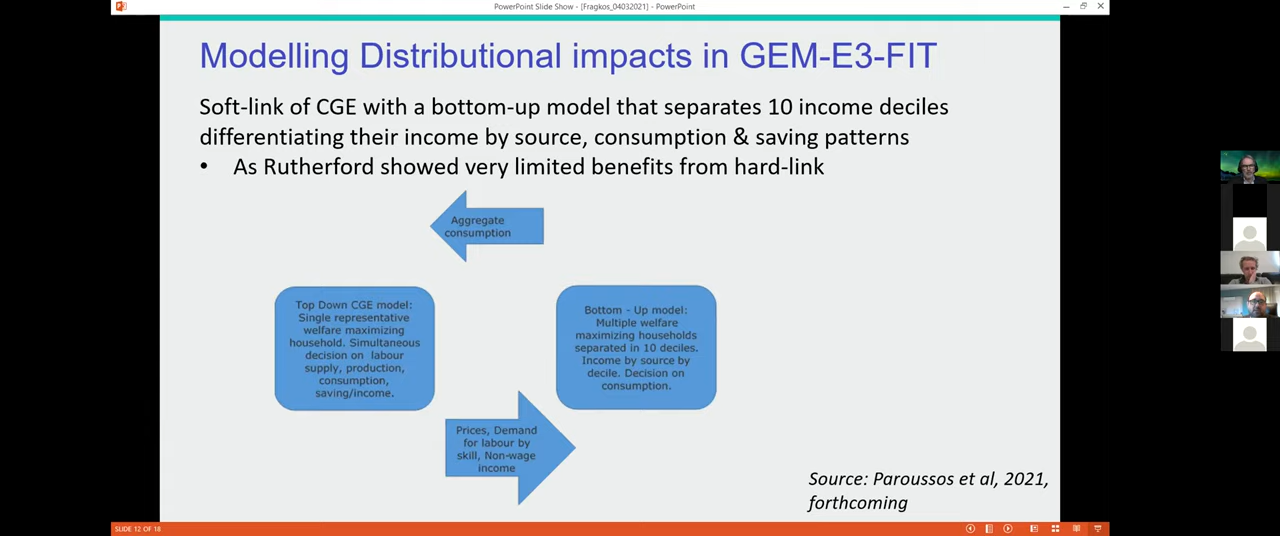 PowerPoint Slide Show - [Fragkos_04032021] - PowerPoint
Modelling Distributional impacts in GEM-E3-FIT
Soft-link of CGE with a bottom-up model that separates 10 income deciles
differentiating their income by source, consumption & saving patterns
• As Rutherford showed very limited benefits from hard-link
Aggregate
consumption
Top Down CGE model:
Single representative
welfare maximizing
household. Simultaneous
decision on labour
supply, production,
consumption,
saving/income.
Bottom - Up model:
Multiple welfare
maximizing households
separated in 10 deciles.
Income by source by
decile. Decision on
consumption.
Prices, Demand
for labour by
skill, Non-wage
income
Source: Paroussos et al, 2021,
forthcoming
SLIDE 12 OF 18